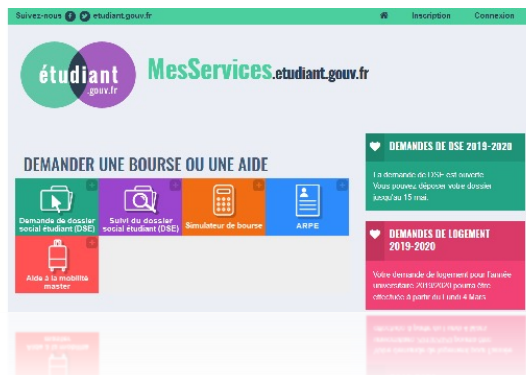 Suivez-nous etudiant.gouv.fr
Inscription Connexion
étudiant
.gouv.fr
MesServices.etudiant.gouv.fr
DEMANDER UNE BOURSE OU UNE AIDE
Demande de dossier
social étudiant (DSE)
Suivi du dossier
social étudiant (DSE)
Simulateur de bourse
ARPE
Aide à la mobilité
master
DEMANDES DE DSE 2019-2020
La demande de DSE est ouverte
Vous pouvez déposer votre dossier
jusqu'au 15 mai.
DEMANDES DE LOGEMENT
2019-2020
Votre demande de logement pour l'année
universitaire 2019/2020 pourra être
effectuée à partir du Lundi 4 Mars